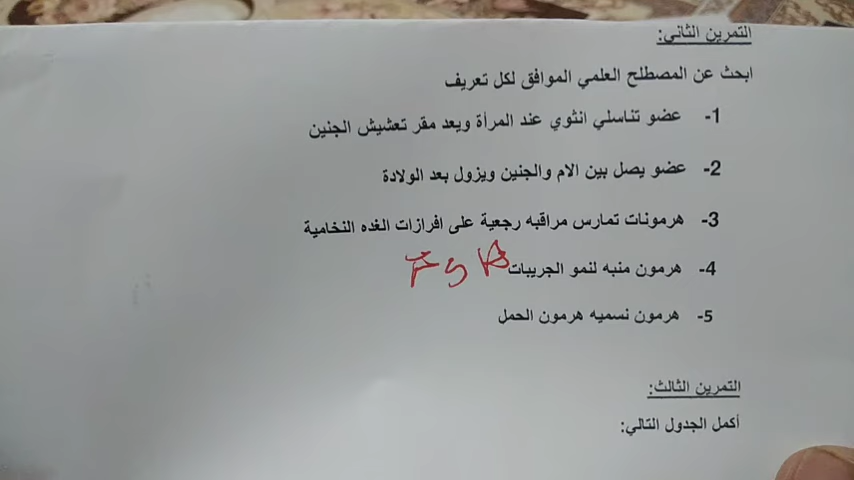 التمرين الثاني:
ابحث عن المصطلح العلمي الموافق لكل تعريف
1- عضو تناسلي انثوي عند المرأة ويعد مقر تعشيش الجنين
2- عضو يصل بين الام والجنين ويزول بعد الولادة
3- هرمونات تمارس مراقبه رجعية على افرازات الغده النخامية
4- هرمون منبه لنمو الجريبات FSH
5- هرمون نسميه هرمون الحمل
التمرين الثالث:
أكمل الجدول التالي: